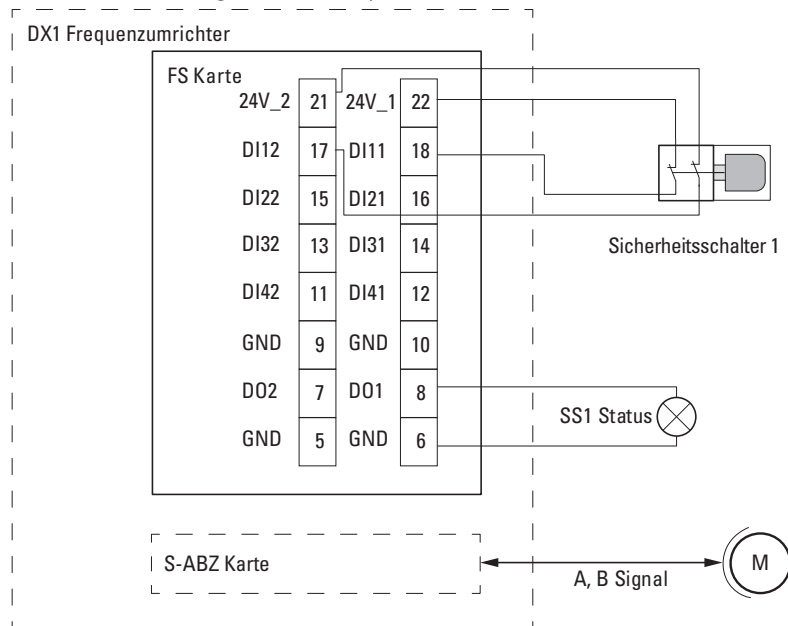 DX1 Frequenzumrichter
FS Karte
24V_2 21 24V_1 22
DI12 17 DI11 18
DI22 15 DI21 16
DI32 13 DI31 14
DI42 11 DI41 12
GND 9 GND 10
DO2 7 DO1 8
GND 5 GND 6
Sicherheitsschalter 1
SS1 Status
S-ABZ Karte
A, B Signal
M